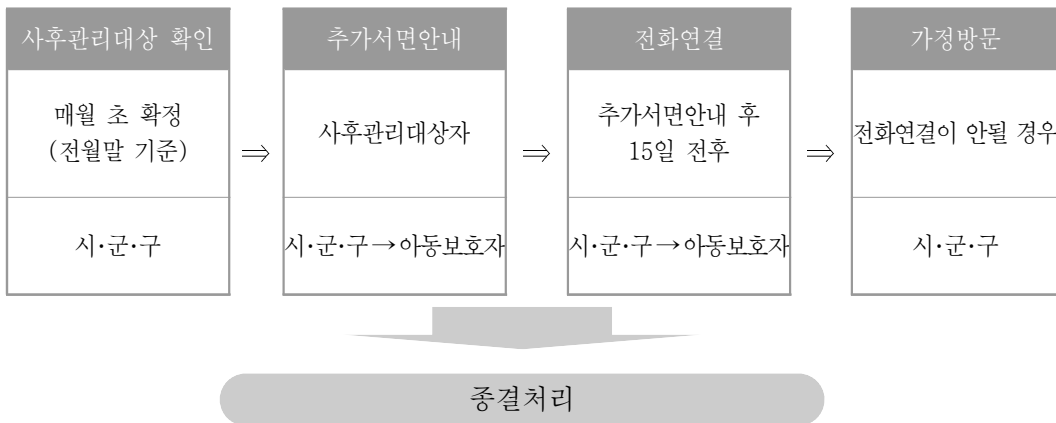 사후관리대상 확인
매월 초 확정
(전월말 기준)
시·군·구
⇒
추가서면안내
사후관리대상자
시·군·구→아동보호자
⇒
전화연결
추가서면안내 후
15일 전후
시·군·구→아동보호자
⇒
가정방문
전화연결이 안될 경우
시·군·구
종결처리